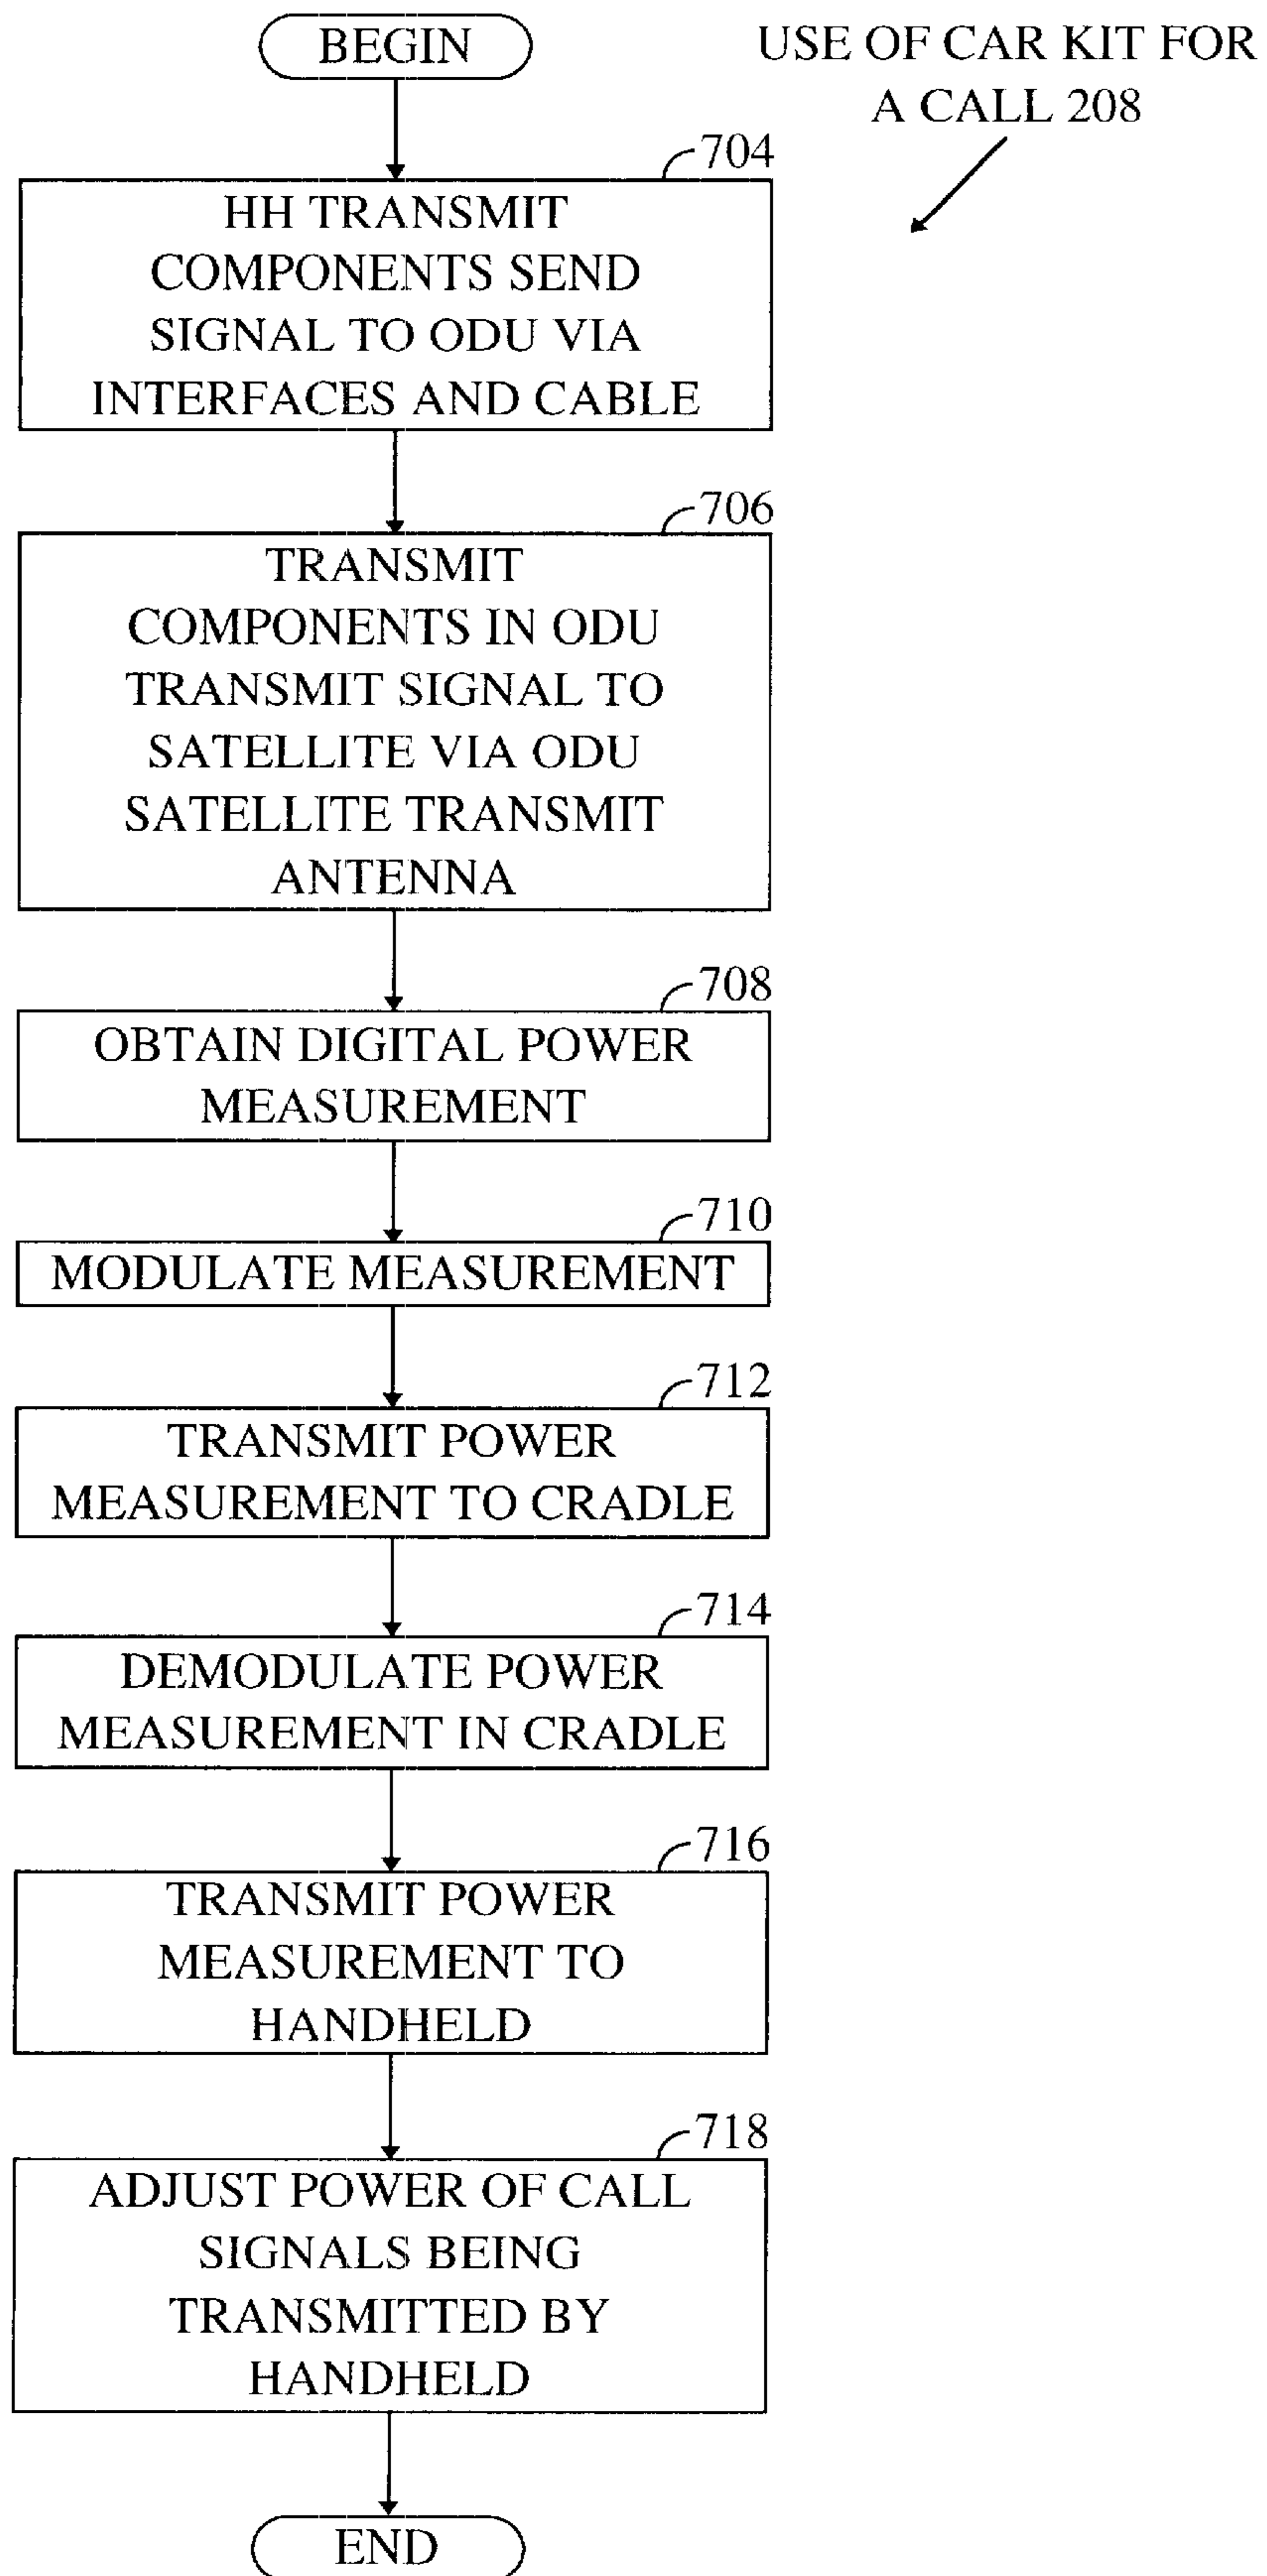 BEGIN
USE OF CAR KIT FOR
A CALL 208
704
HH TRANSMIT
COMPONENTS SEND
SIGNAL TO ODU VIA
INTERFACES AND CABLE
706
TRANSMIT
COMPONENTS IN ODU
TRANSMIT SIGNAL TO
SATELLITE VIA ODU
SATELLITE TRANSMIT
ANTENNA
708
OBTAIN DIGITAL POWER
MEASUREMENT
710
MODULATE MEASUREMENT
712
TRANSMIT POWER
MEASUREMENT TO CRADLE
714
DEMODULATE POWER
MEASUREMENT IN CRADLE
716
TRANSMIT POWER
MEASUREMENT TO
HANDHELD
718
ADJUST POWER OF CALL
SIGNALS BEING
TRANSMITTED BY
HANDHELD
END